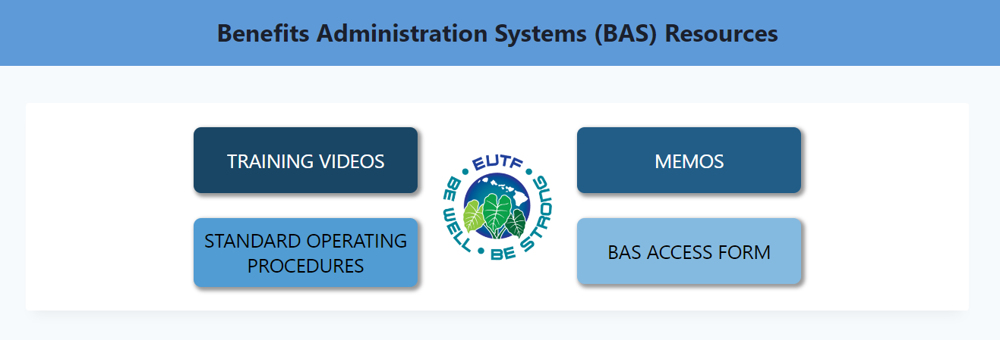 Benefits Administration Systems (BAS) Resources
TRAINING VIDEOS
MEMOS
EUTF • BE STRONG • BE WELL •
STANDARD OPERATING
PROCEDURES
BAS ACCESS FORM